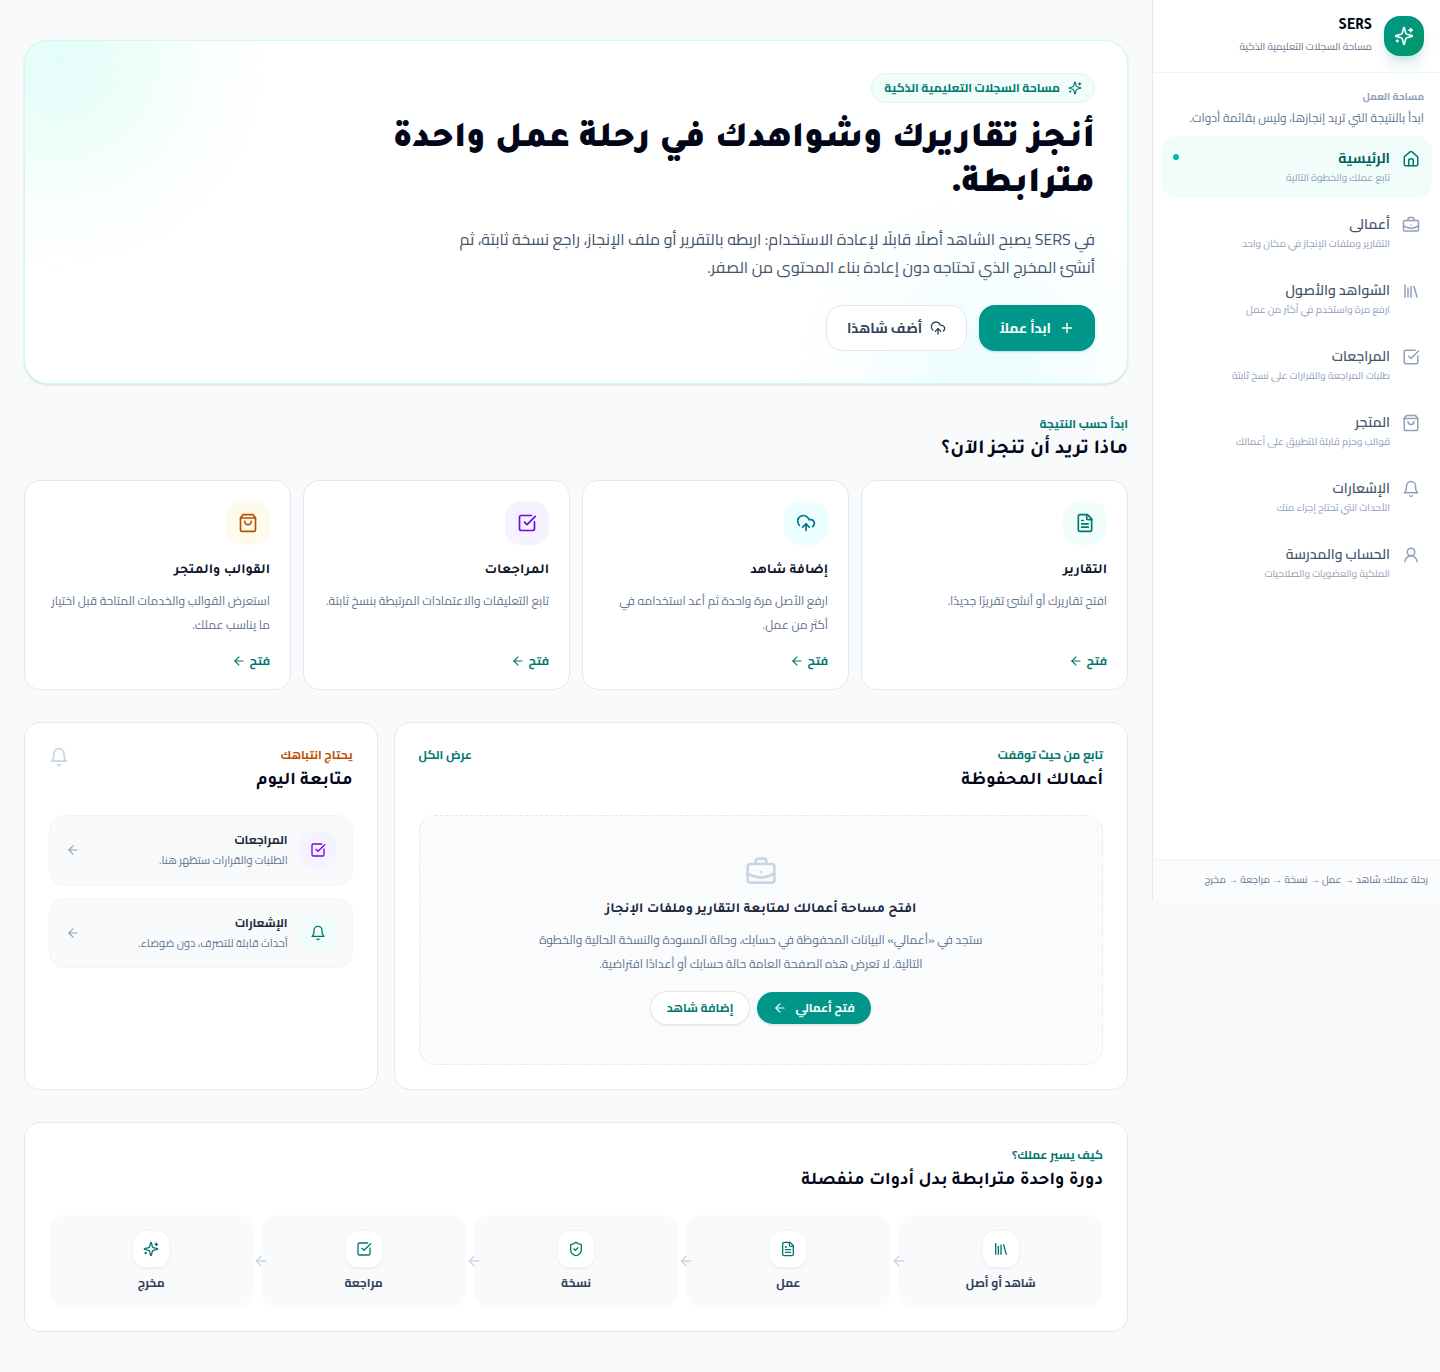 SERS
مساحة السجلات التعليمية الذكية
مساحة العمل
ابدأ بالنتيجة التي تريد إنجازها، وليس بقائمة أدوات.
الرئيسية
تابع عملك والخطوة التالية
أعمالي
التقارير وملفات الإنجاز في مكان واحد
الشواهد والأصول
ارفع مرة واستخدم في أكثر من عمل
المراجعات
طلبات المراجعة والقرارات على نسخ ثابتة
المتجر
قوالب وحزم قابلة للتطبيق على أعمالك
الإشعارات
الأحداث التي تحتاج إجراء منك
الحساب والمدرسة
الملكية والعضويات والصلاحيات
رحلة عملك: شاهد ← عمل ← نسخة ← مراجعة ← مخرج
مساحة السجلات التعليمية الذكية
أنجز تقاريرك وشواهدك في رحلة عمل واحدة
مترابطة.
في SERS يصبح الشاهد أصلًا قابلًا لإعادة الاستخدام: اربطه بالتقرير أو ملف الإنجاز، راجع نسخة ثابتة، ثم
أنشئ المخرج الذي تحتاجه دون إعادة بناء المحتوى من الصفر.
ابدأ عملاً
أضف شاهدًا
ابدأ حسب النتيجة
ماذا تريد أن تنجز الآن؟
التقارير
افتح تقاريرك أو أنشئ تقريرًا جديدًا.
فتح
إضافة شاهد
ارفع الأصل مرة واحدة ثم أعد استخدامه في
أكثر من عمل.
فتح
المراجعات
تابع التعليقات والاعتمادات المرتبطة بنسخ ثابتة.
فتح
القوالب والمتجر
استعرض القوالب والخدمات المتاحة قبل اختيار
ما يناسب عملك.
فتح
تابع من حيث توقفت
أعمالك المحفوظة
عرض الكل
افتح مساحة أعمالك لمتابعة التقارير وملفات الإنجاز
ستجد في «أعمالي» البيانات المحفوظة في حسابك، وحالة المسودة والنسخة الحالية والخطوة
التالية. لا تعرض هذه الصفحة العامة حالة حسابك أو أعدادًا افتراضية.
فتح أعمالي
إضافة شاهد
يحتاج انتباهك
متابعة اليوم
المراجعات
الطلبات والقرارات ستظهر هنا.
الإشعارات
أحداث قابلة للتصرف، دون ضوضاء.
كيف يسير عملك؟
دورة واحدة مترابطة بدل أدوات منفصلة
شاهد أو أصل
عمل
نسخة
مراجعة
مخرج